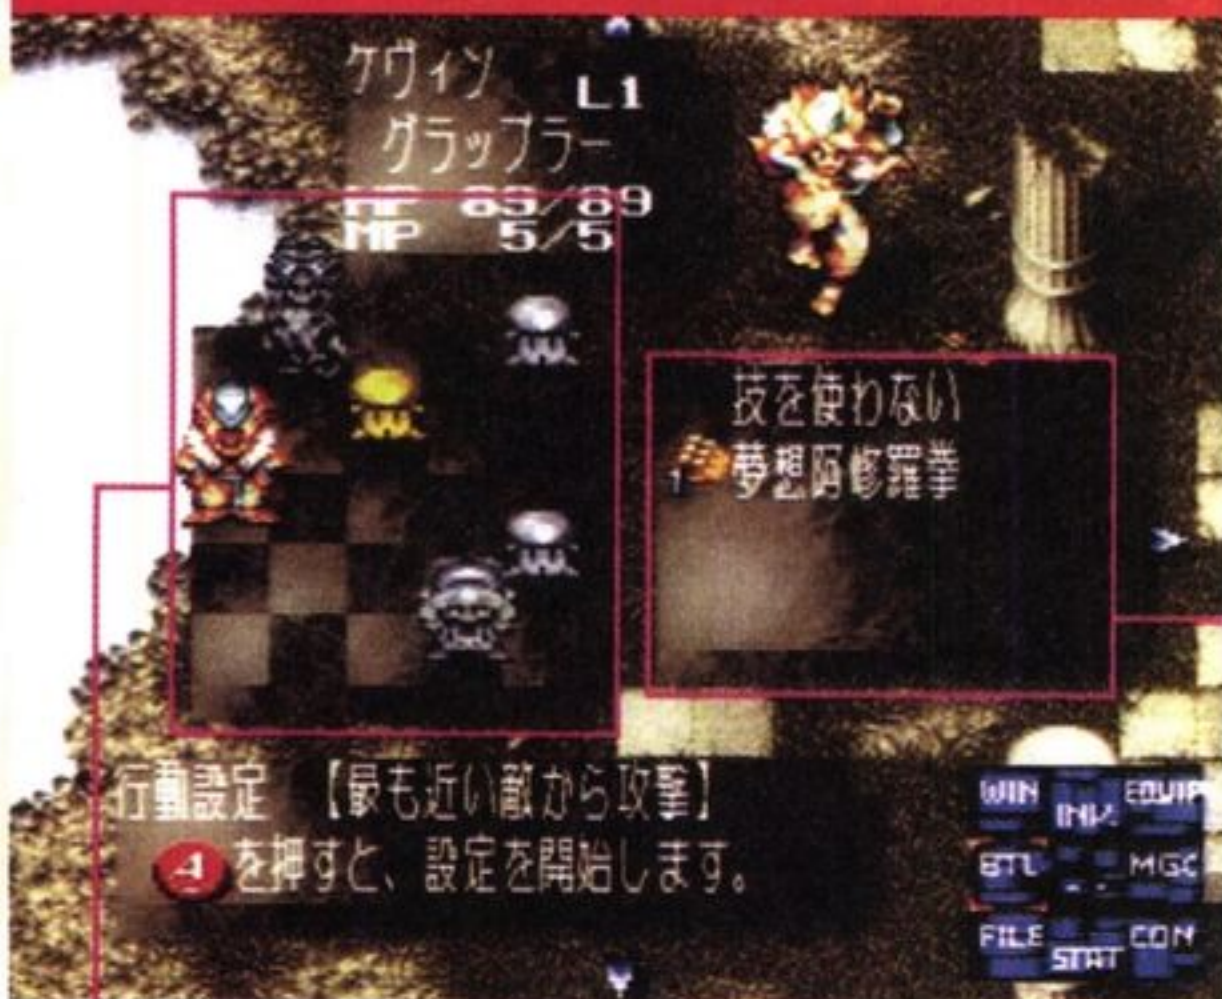 ケヴィン
L1
グラップラー
MP 5/5
技を使わない
1 夢想阿修羅拳
行動設定 【最も近い敵から攻撃】
Aを押すと、設定を開始します。
WIN
INV.
EQUIP
BTL
MGC
FILE
STAT
CON